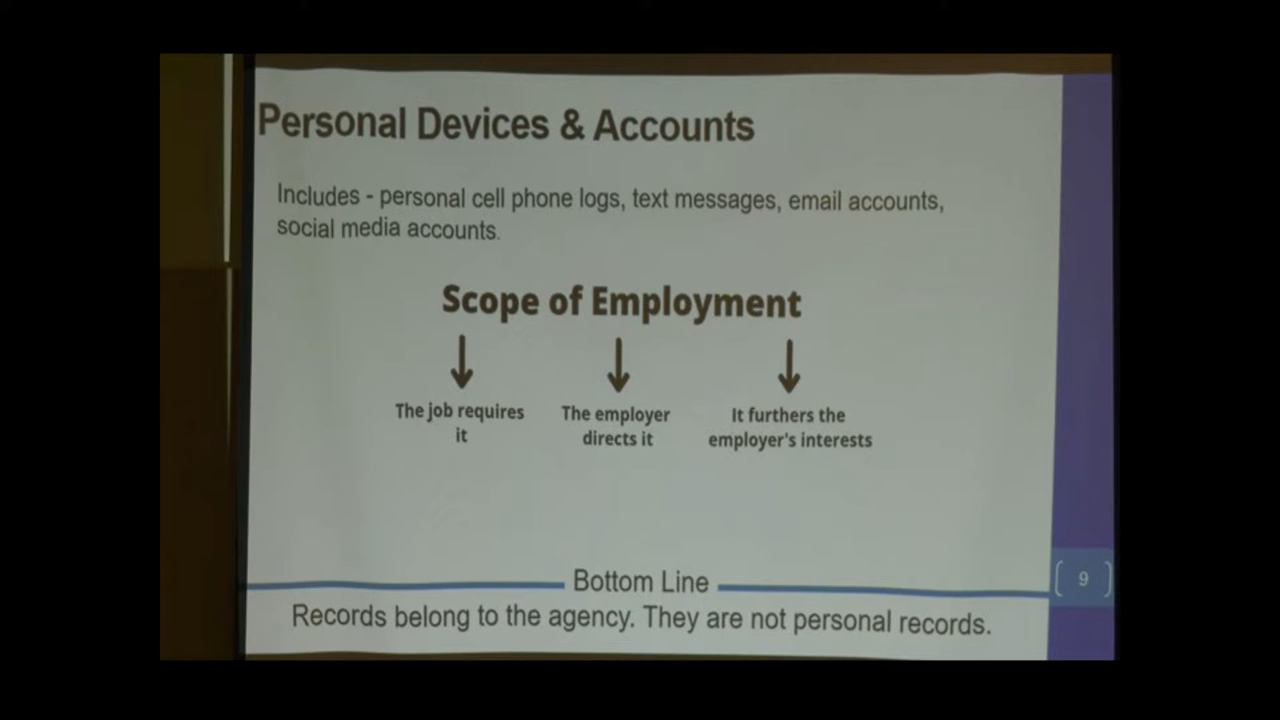 Personal Devices & Accounts
Includes - personal cell phone logs, text messages, email accounts,
social media accounts.
Scope of Employment
The job requires
it
The employer
directs it
It furthers the
employer's interests
Bottom Line
[ 9 ]
Records belong to the agency. They are not personal records.